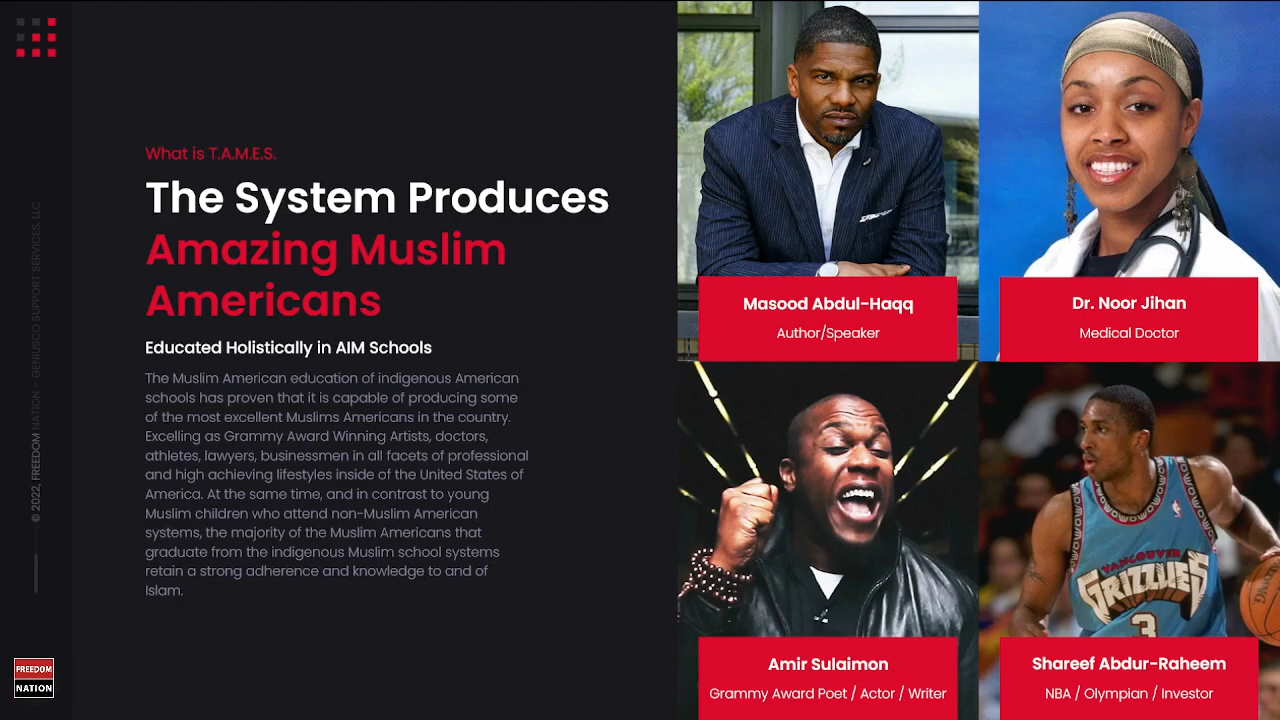 What is T.A.M.E.S.
The System Produces
Amazing Muslim
Americans
Educated Holistically in AIM Schools
The Muslim American education of indigenous American
schools has proven that it is capable of producing some
of the most excellent Muslims Americans in the country.
Excelling as Grammy Award Winning Artists, doctors,
athletes, lawyers, businessmen in all facets of professional
and high achieving lifestyles inside of the United States of
America. At the same time, and in contrast to young
Muslim children who attend non-Muslim American
systems, the majority of the Muslim Americans that
graduate from the indigenous Muslim school systems
retain a strong adherence and knowledge to and of
Islam.
© 2022, FREEDOM NATION – GENIUSCO SUPPORT SERVICES, LLC
FREEDOM
NATION
Masood Abdul-Haqq
Author/Speaker
Dr. Noor Jihan
Medical Doctor
Amir Sulaimon
Grammy Award Poet / Actor / Writer
VANCOUVER
GRIZZLIES
3
Shareef Abdur-Raheem
NBA / Olympian / Investor